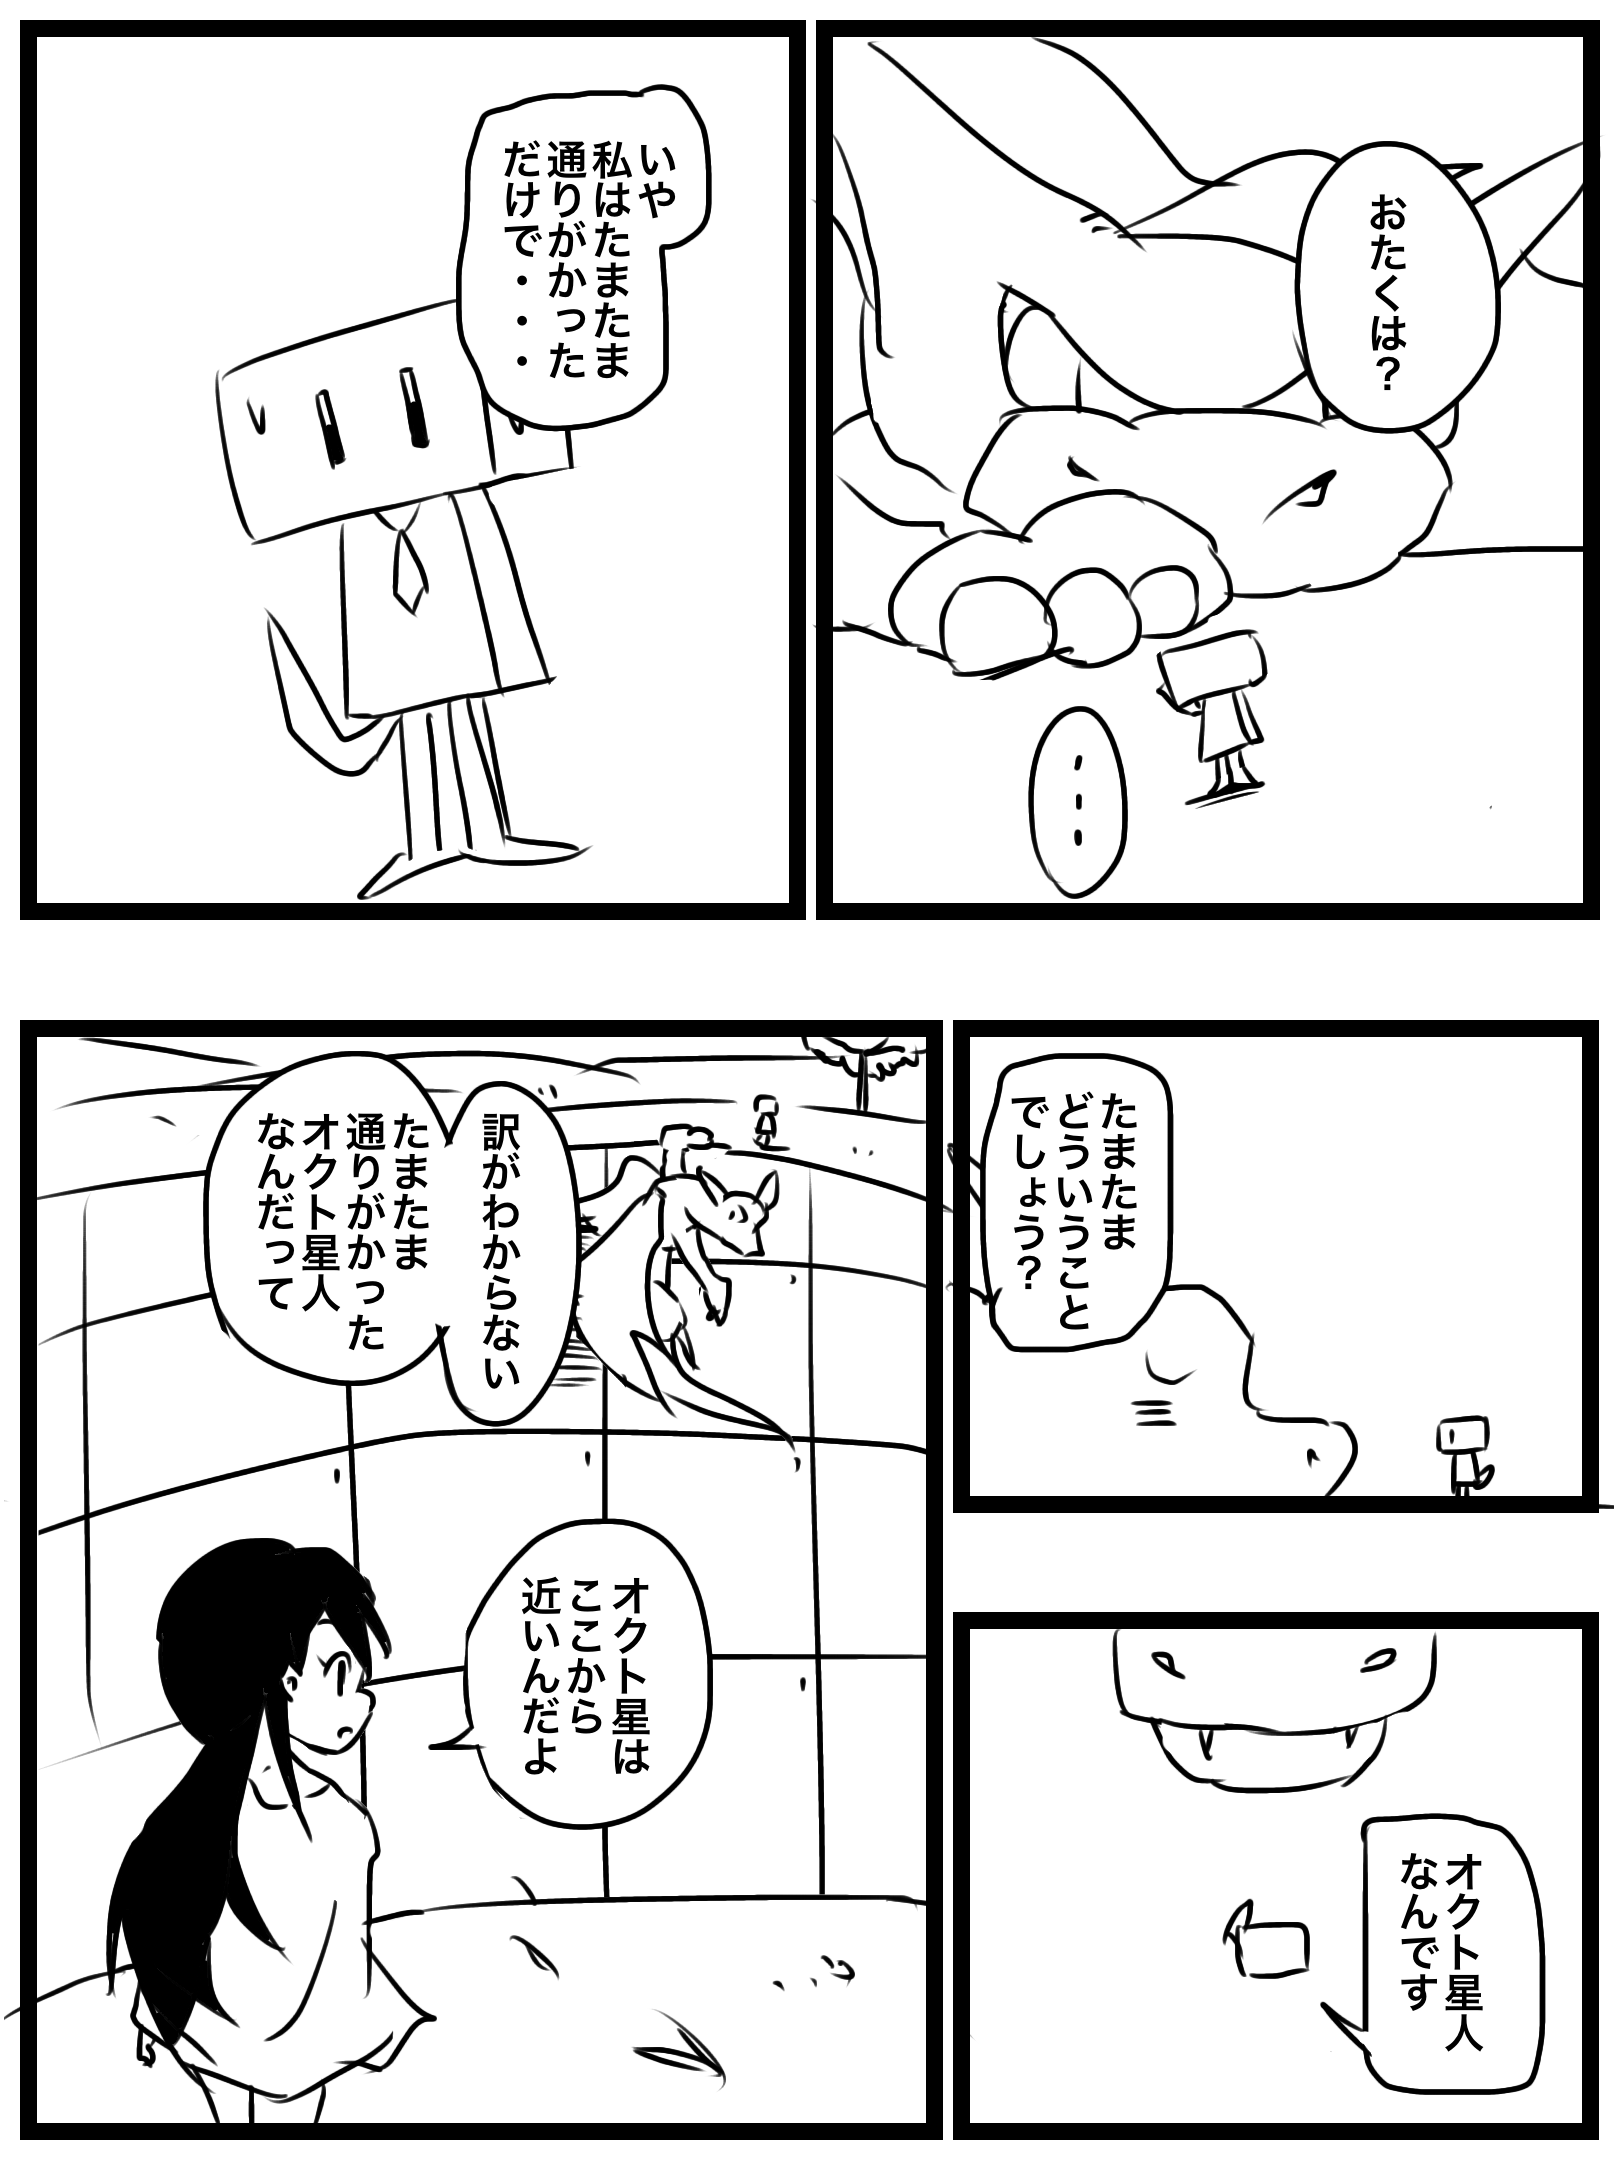 おたくは？
・・・
いや
私はたまたま
通りがかった
だけで・・・
たまたま
どういうこと
でしょう？
オクト星人
なんです
訳がわからない
たまたま
通りがかった
オクト星人
なんだって
オクト星は
ここから
近いんだよ